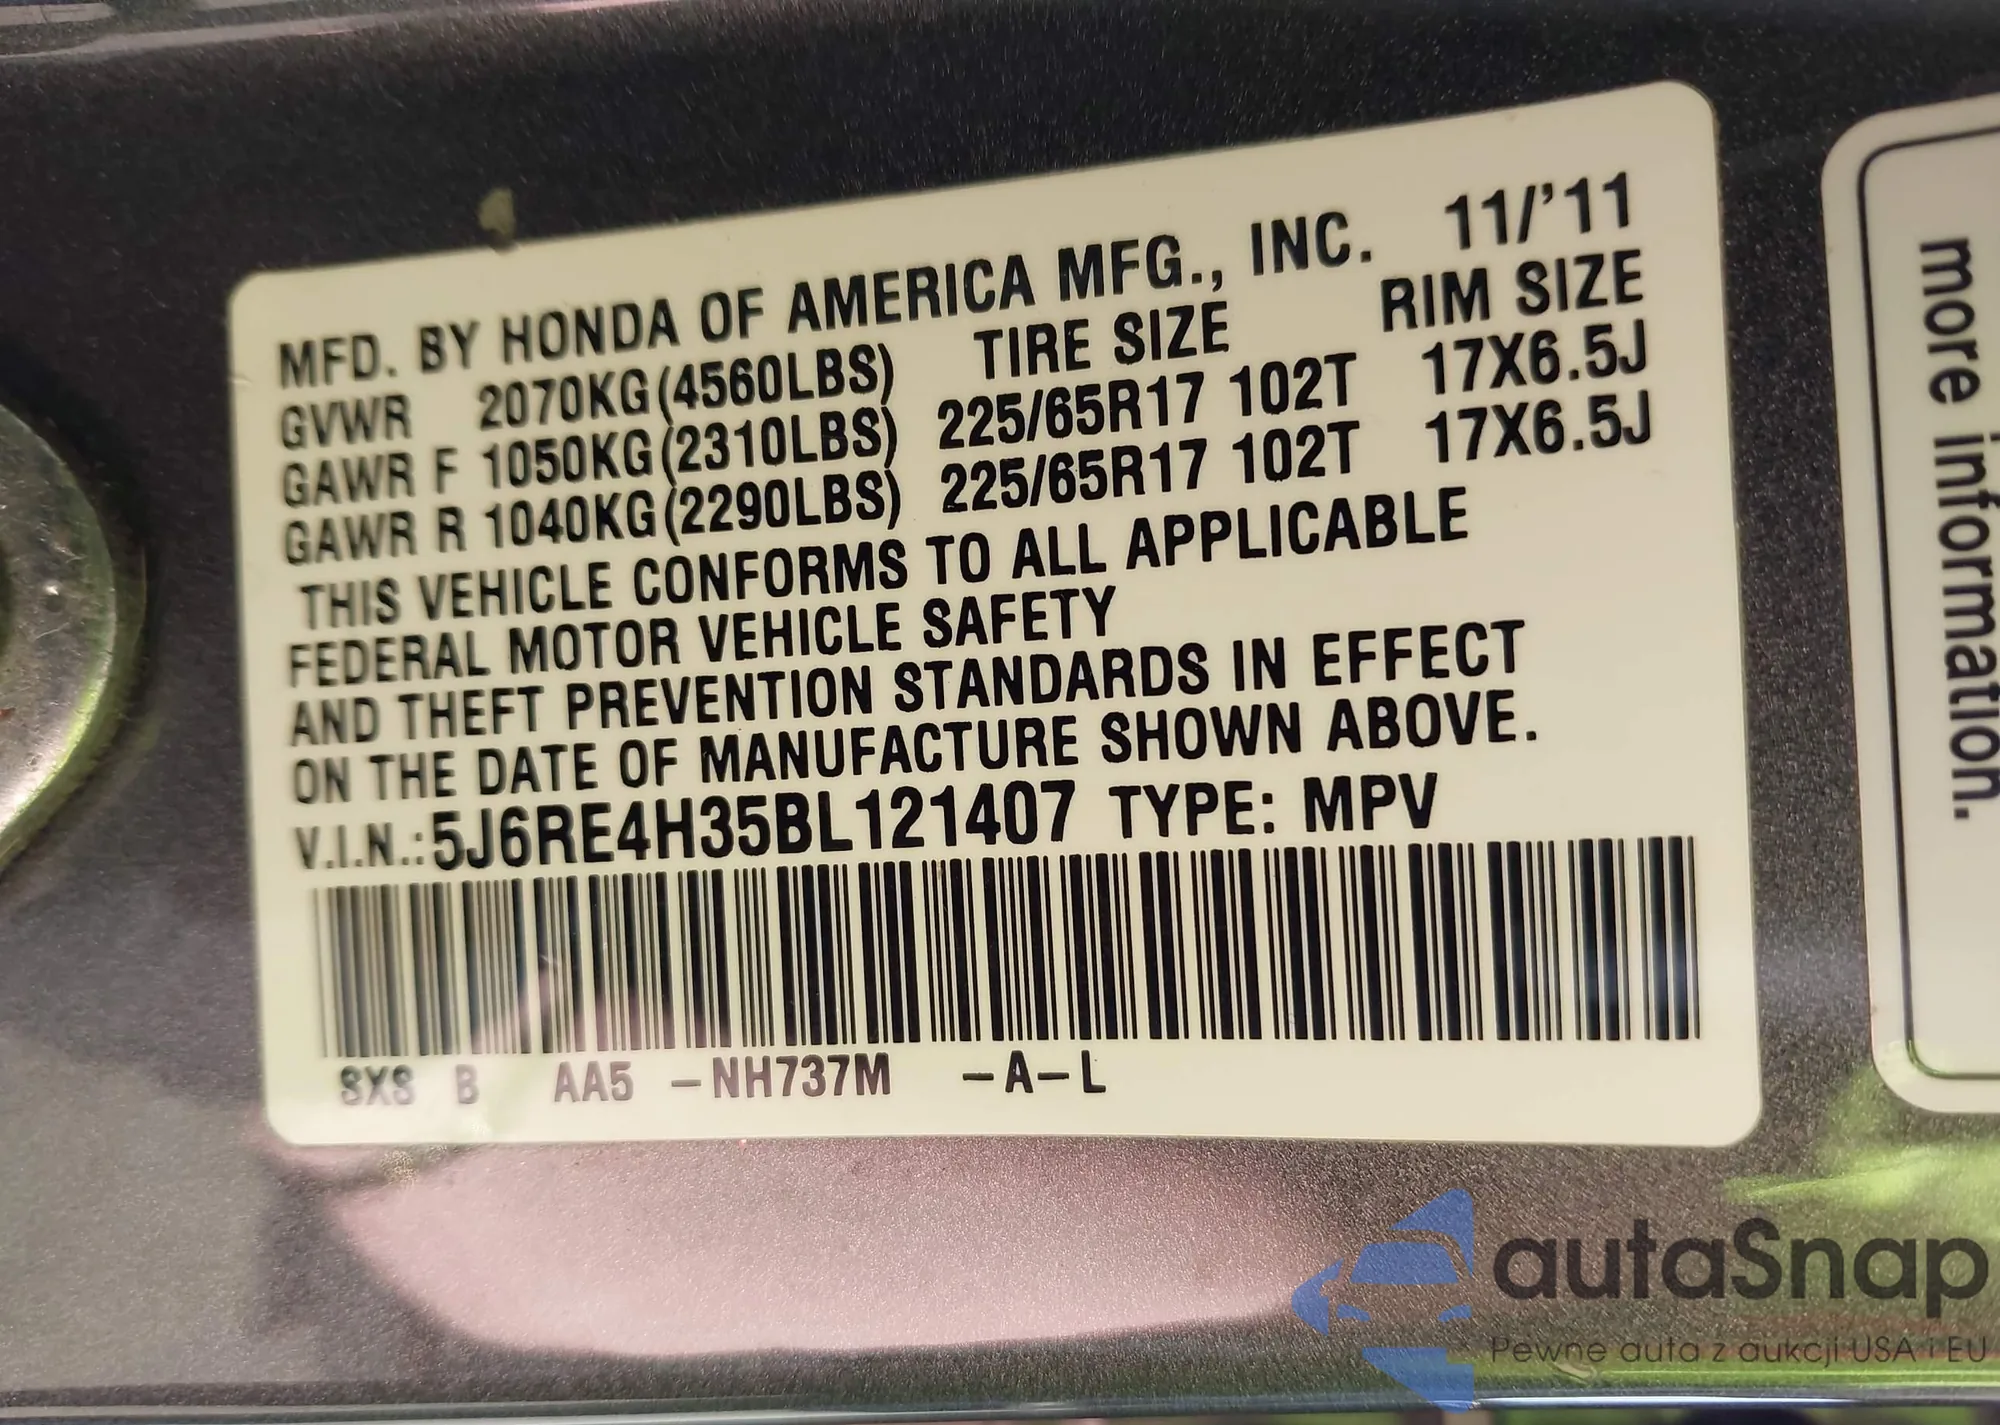 MFD. BY HONDA OF AMERICA MFG., INC. 11/'11
GVWR 2070KG(4560LBS) TIRE SIZE RIM SIZE
GAWR F 1050KG(2310LBS) 225/65R17 102T 17X6.5J
GAWR R 1040KG(2290LBS) 225/65R17 102T 17X6.5J
THIS VEHICLE CONFORMS TO ALL APPLICABLE
FEDERAL MOTOR VEHICLE SAFETY
AND THEFT PREVENTION STANDARDS IN EFFECT
ON THE DATE OF MANUFACTURE SHOWN ABOVE.
V.I.N.:5J6RE4H35BL121407 TYPE: MPV
SXS B AA5 -NH737M -A-L
more information.
autaSnap
Pewne auta z aukcji USA i EU